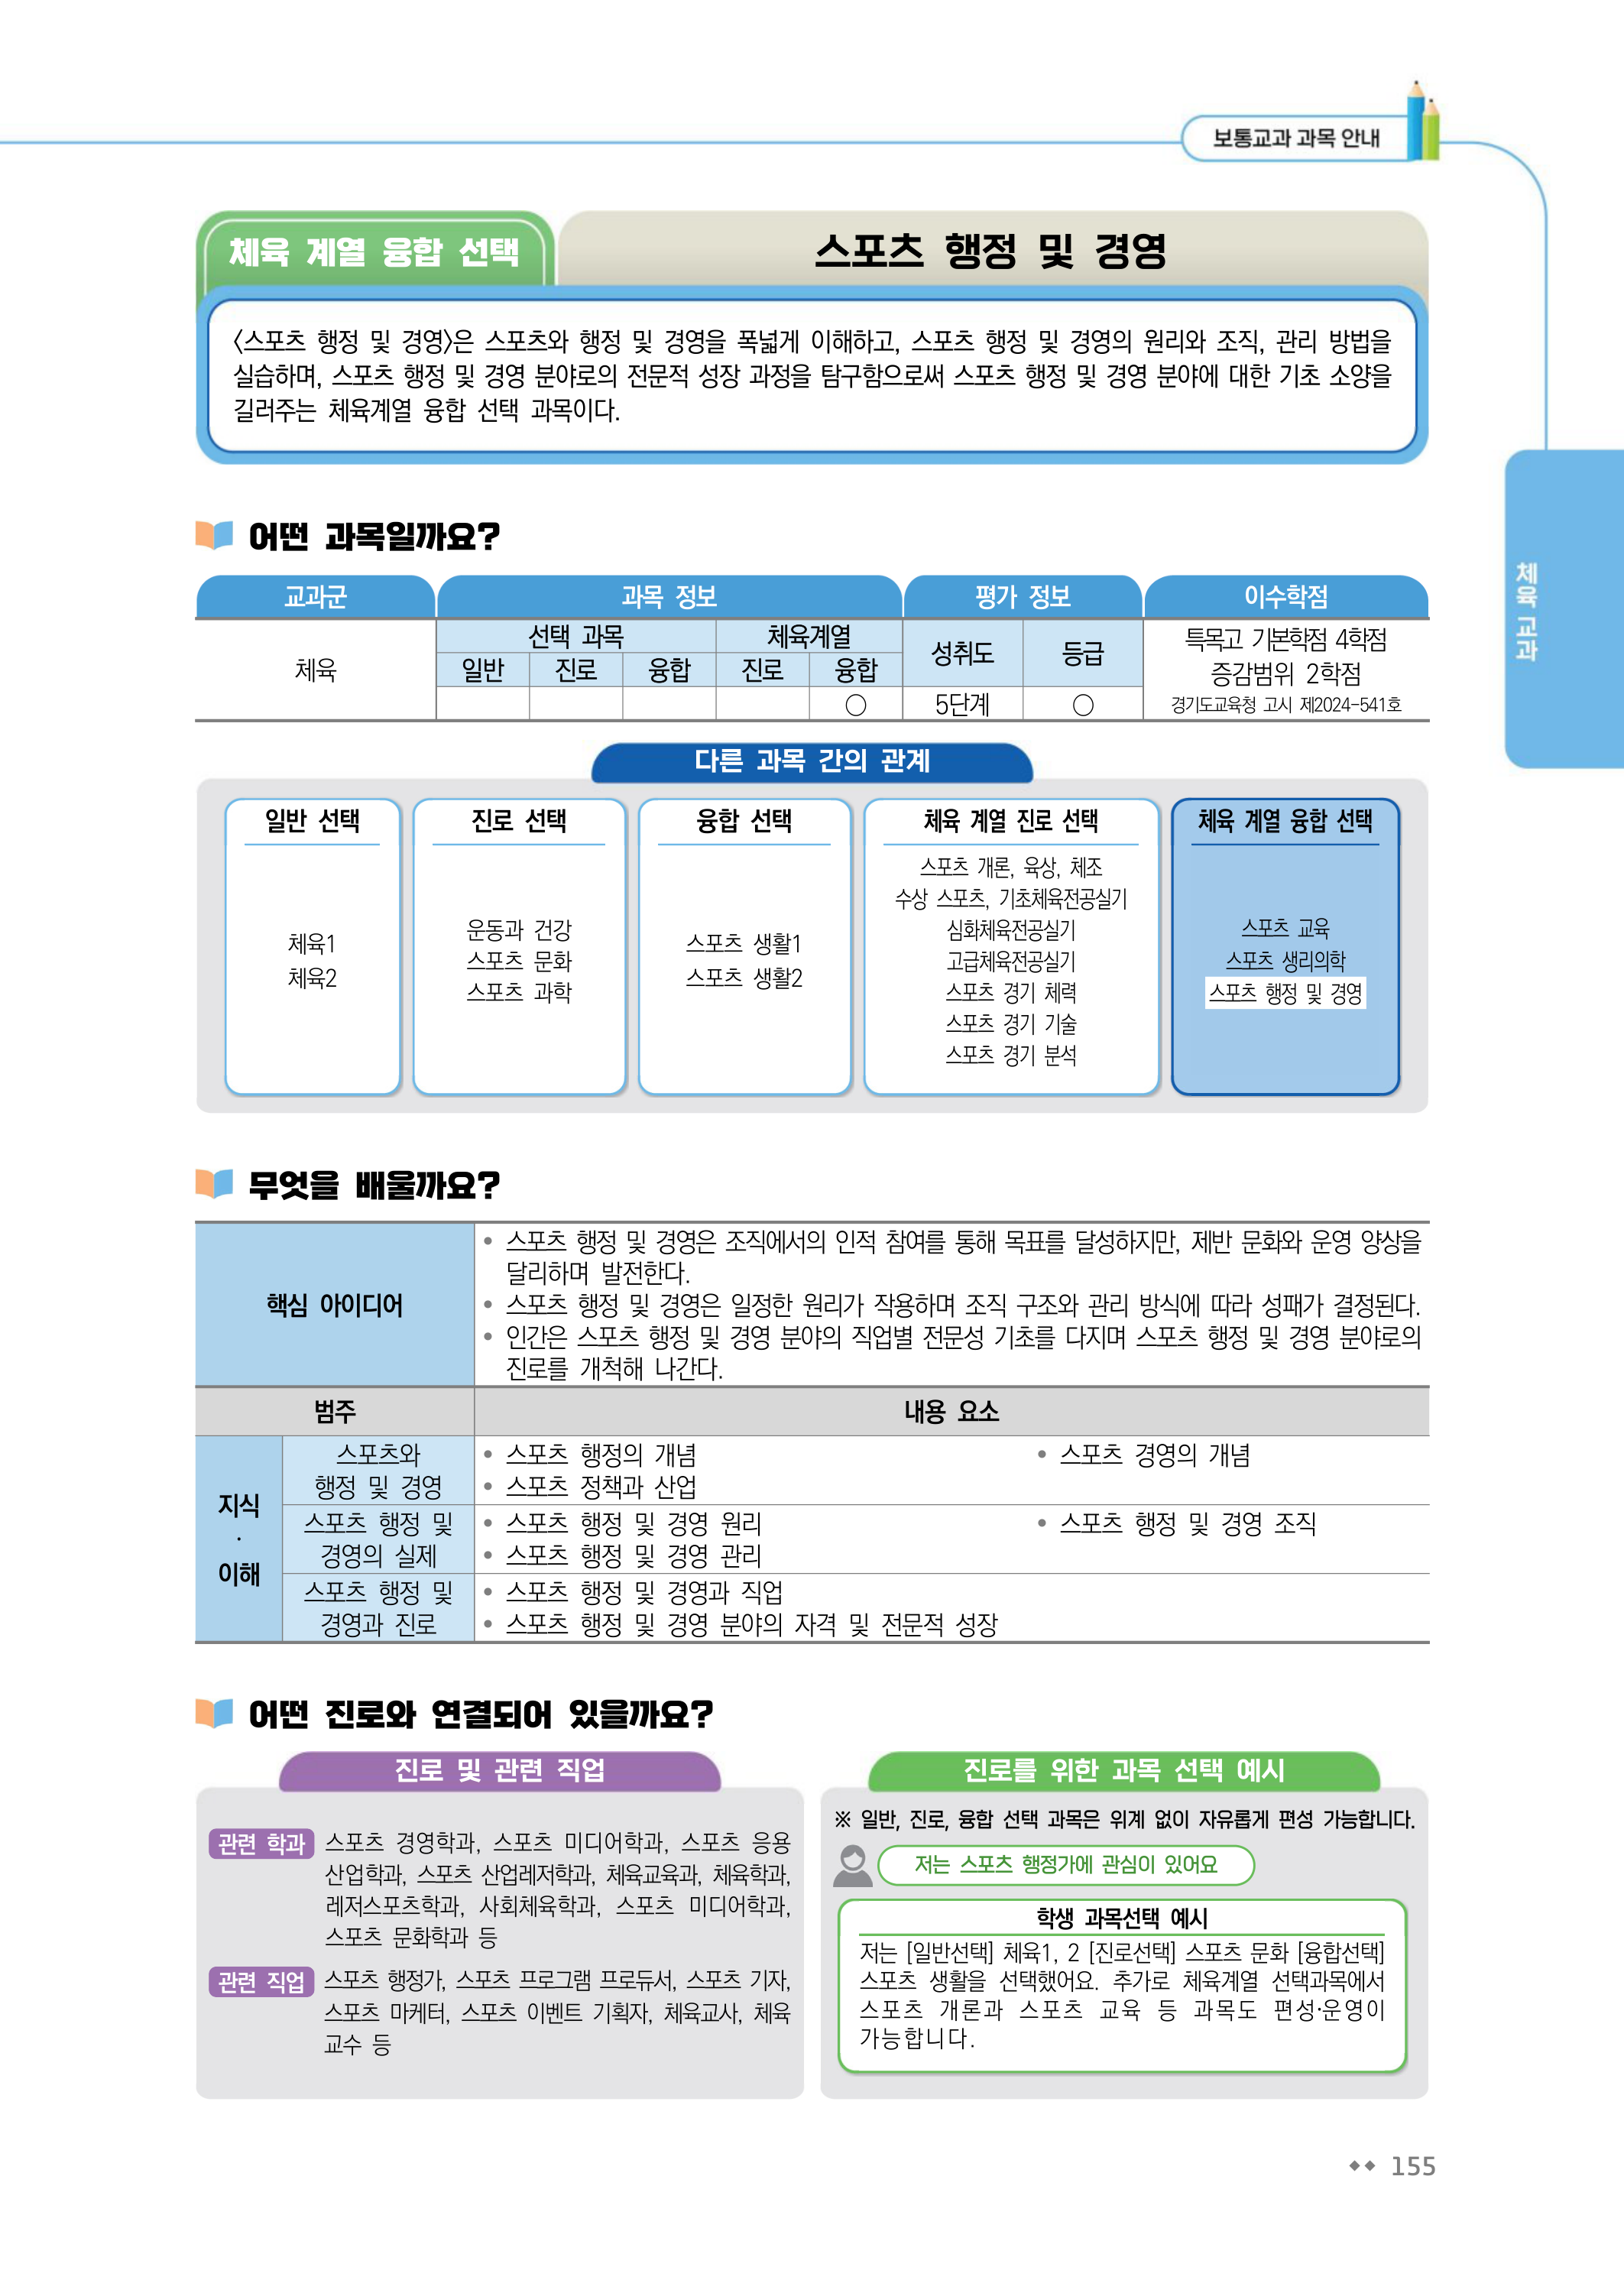 보통교과 과목 안내
체육 계열 융합 선택
스포츠 행정 및 경영
〈스포츠 행정 및 경영〉은 스포츠와 행정 및 경영을 폭넓게 이해하고, 스포츠 행정 및 경영의 원리와 조직, 관리 방법을
실습하며, 스포츠 행정 및 경영 분야로의 전문적 성장 과정을 탐구함으로써 스포츠 행정 및 경영 분야에 대한 기초 소양을
길러주는 체육계열 융합 선택 과목이다.
체육 교과
어떤 과목일까요?
교과군 과목 정보 평가 정보 이수학점
체육
선택 과목 체육계열
일반 진로 융합 진로 융합
성취도 등급
○ 5단계 ○
특목고 기본학점 4학점
증감범위 2학점
경기도교육청 고시 제2024-541호
다른 과목 간의 관계
일반 선택
체육1
체육2
진로 선택
운동과 건강
스포츠 문화
스포츠 과학
융합 선택
스포츠 생활1
스포츠 생활2
체육 계열 진로 선택
스포츠 개론, 육상, 체조
수상 스포츠, 기초체육전공실기
심화체육전공실기
고급체육전공실기
스포츠 경기 체력
스포츠 경기 기술
스포츠 경기 분석
체육 계열 융합 선택
스포츠 교육
스포츠 생리의학
스포츠 행정 및 경영
무엇을 배울까요?
핵심 아이디어
• 스포츠 행정 및 경영은 조직에서의 인적 참여를 통해 목표를 달성하지만, 제반 문화와 운영 양상을
달리하며 발전한다.
• 스포츠 행정 및 경영은 일정한 원리가 작용하며 조직 구조와 관리 방식에 따라 성패가 결정된다.
• 인간은 스포츠 행정 및 경영 분야의 직업별 전문성 기초를 다지며 스포츠 행정 및 경영 분야로의
진로를 개척해 나간다.
범주 내용 요소
지식
·
이해
스포츠와
행정 및 경영
• 스포츠 행정의 개념 • 스포츠 경영의 개념
• 스포츠 정책과 산업
스포츠 행정 및
경영의 실제
• 스포츠 행정 및 경영 원리 • 스포츠 행정 및 경영 조직
• 스포츠 행정 및 경영 관리
스포츠 행정 및
경영과 진로
• 스포츠 행정 및 경영과 직업
• 스포츠 행정 및 경영 분야의 자격 및 전문적 성장
어떤 진로와 연결되어 있을까요?
진로 및 관련 직업
관련 학과 스포츠 경영학과, 스포츠 미디어학과, 스포츠 응용
산업학과, 스포츠 산업레저학과, 체육교육과, 체육학과,
레저스포츠학과, 사회체육학과, 스포츠 미디어학과,
스포츠 문화학과 등
관련 직업 스포츠 행정가, 스포츠 프로그램 프로듀서, 스포츠 기자,
스포츠 마케터, 스포츠 이벤트 기획자, 체육교사, 체육
교수 등
진로를 위한 과목 선택 예시
※ 일반, 진로, 융합 선택 과목은 위계 없이 자유롭게 편성 가능합니다.
저는 스포츠 행정가에 관심이 있어요
학생 과목선택 예시
저는 [일반선택] 체육1, 2 [진로선택] 스포츠 문화 [융합선택]
스포츠 생활을 선택했어요. 추가로 체육계열 선택과목에서
스포츠 개론과 스포츠 교육 등 과목도 편성·운영이
가능합니다.
155